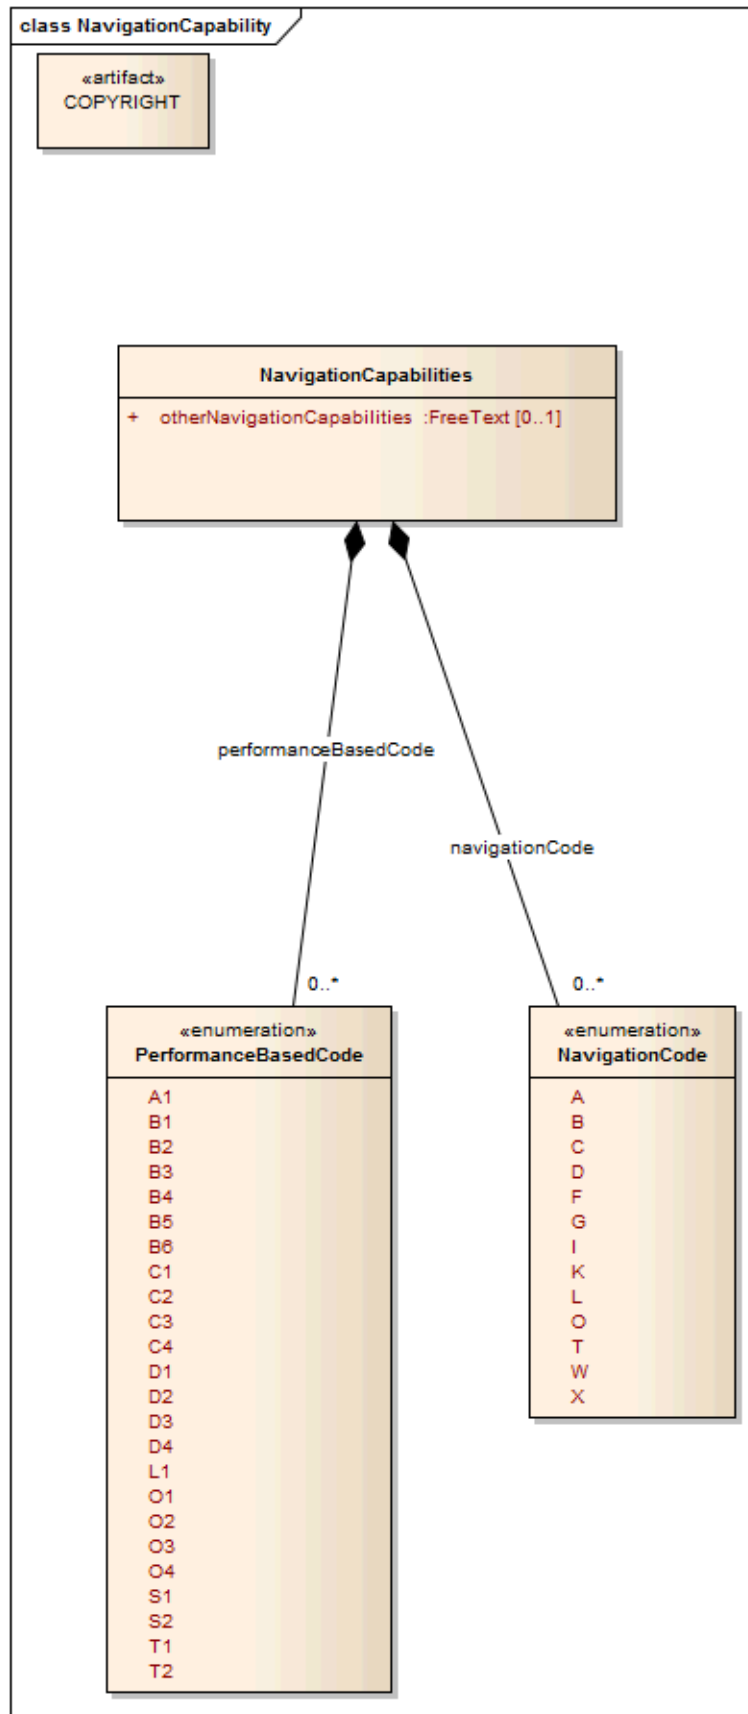 class NavigationCapability
«artifact»
COPYRIGHT
NavigationCapabilities
+ otherNavigationCapabilities :FreeText [0..1]
performanceBasedCode
navigationCode
0..*
0..*
«enumeration»
PerformanceBasedCode
A1
B1
B2
B3
B4
B5
B6
C1
C2
C3
C4
D1
D2
D3
D4
L1
O1
O2
O3
O4
S1
S2
T1
T2
«enumeration»
NavigationCode
A
B
C
D
F
G
I
K
L
O
T
W
X